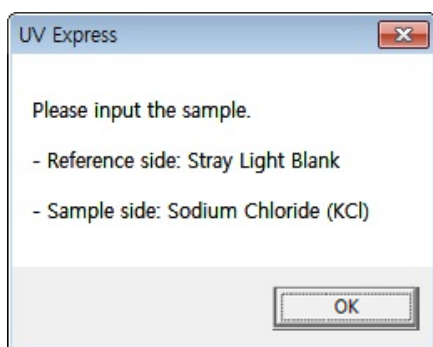 UV Express
Please input the sample.
- Reference side: Stray Light Blank
- Sample side: Sodium Chloride (KCl)
OK